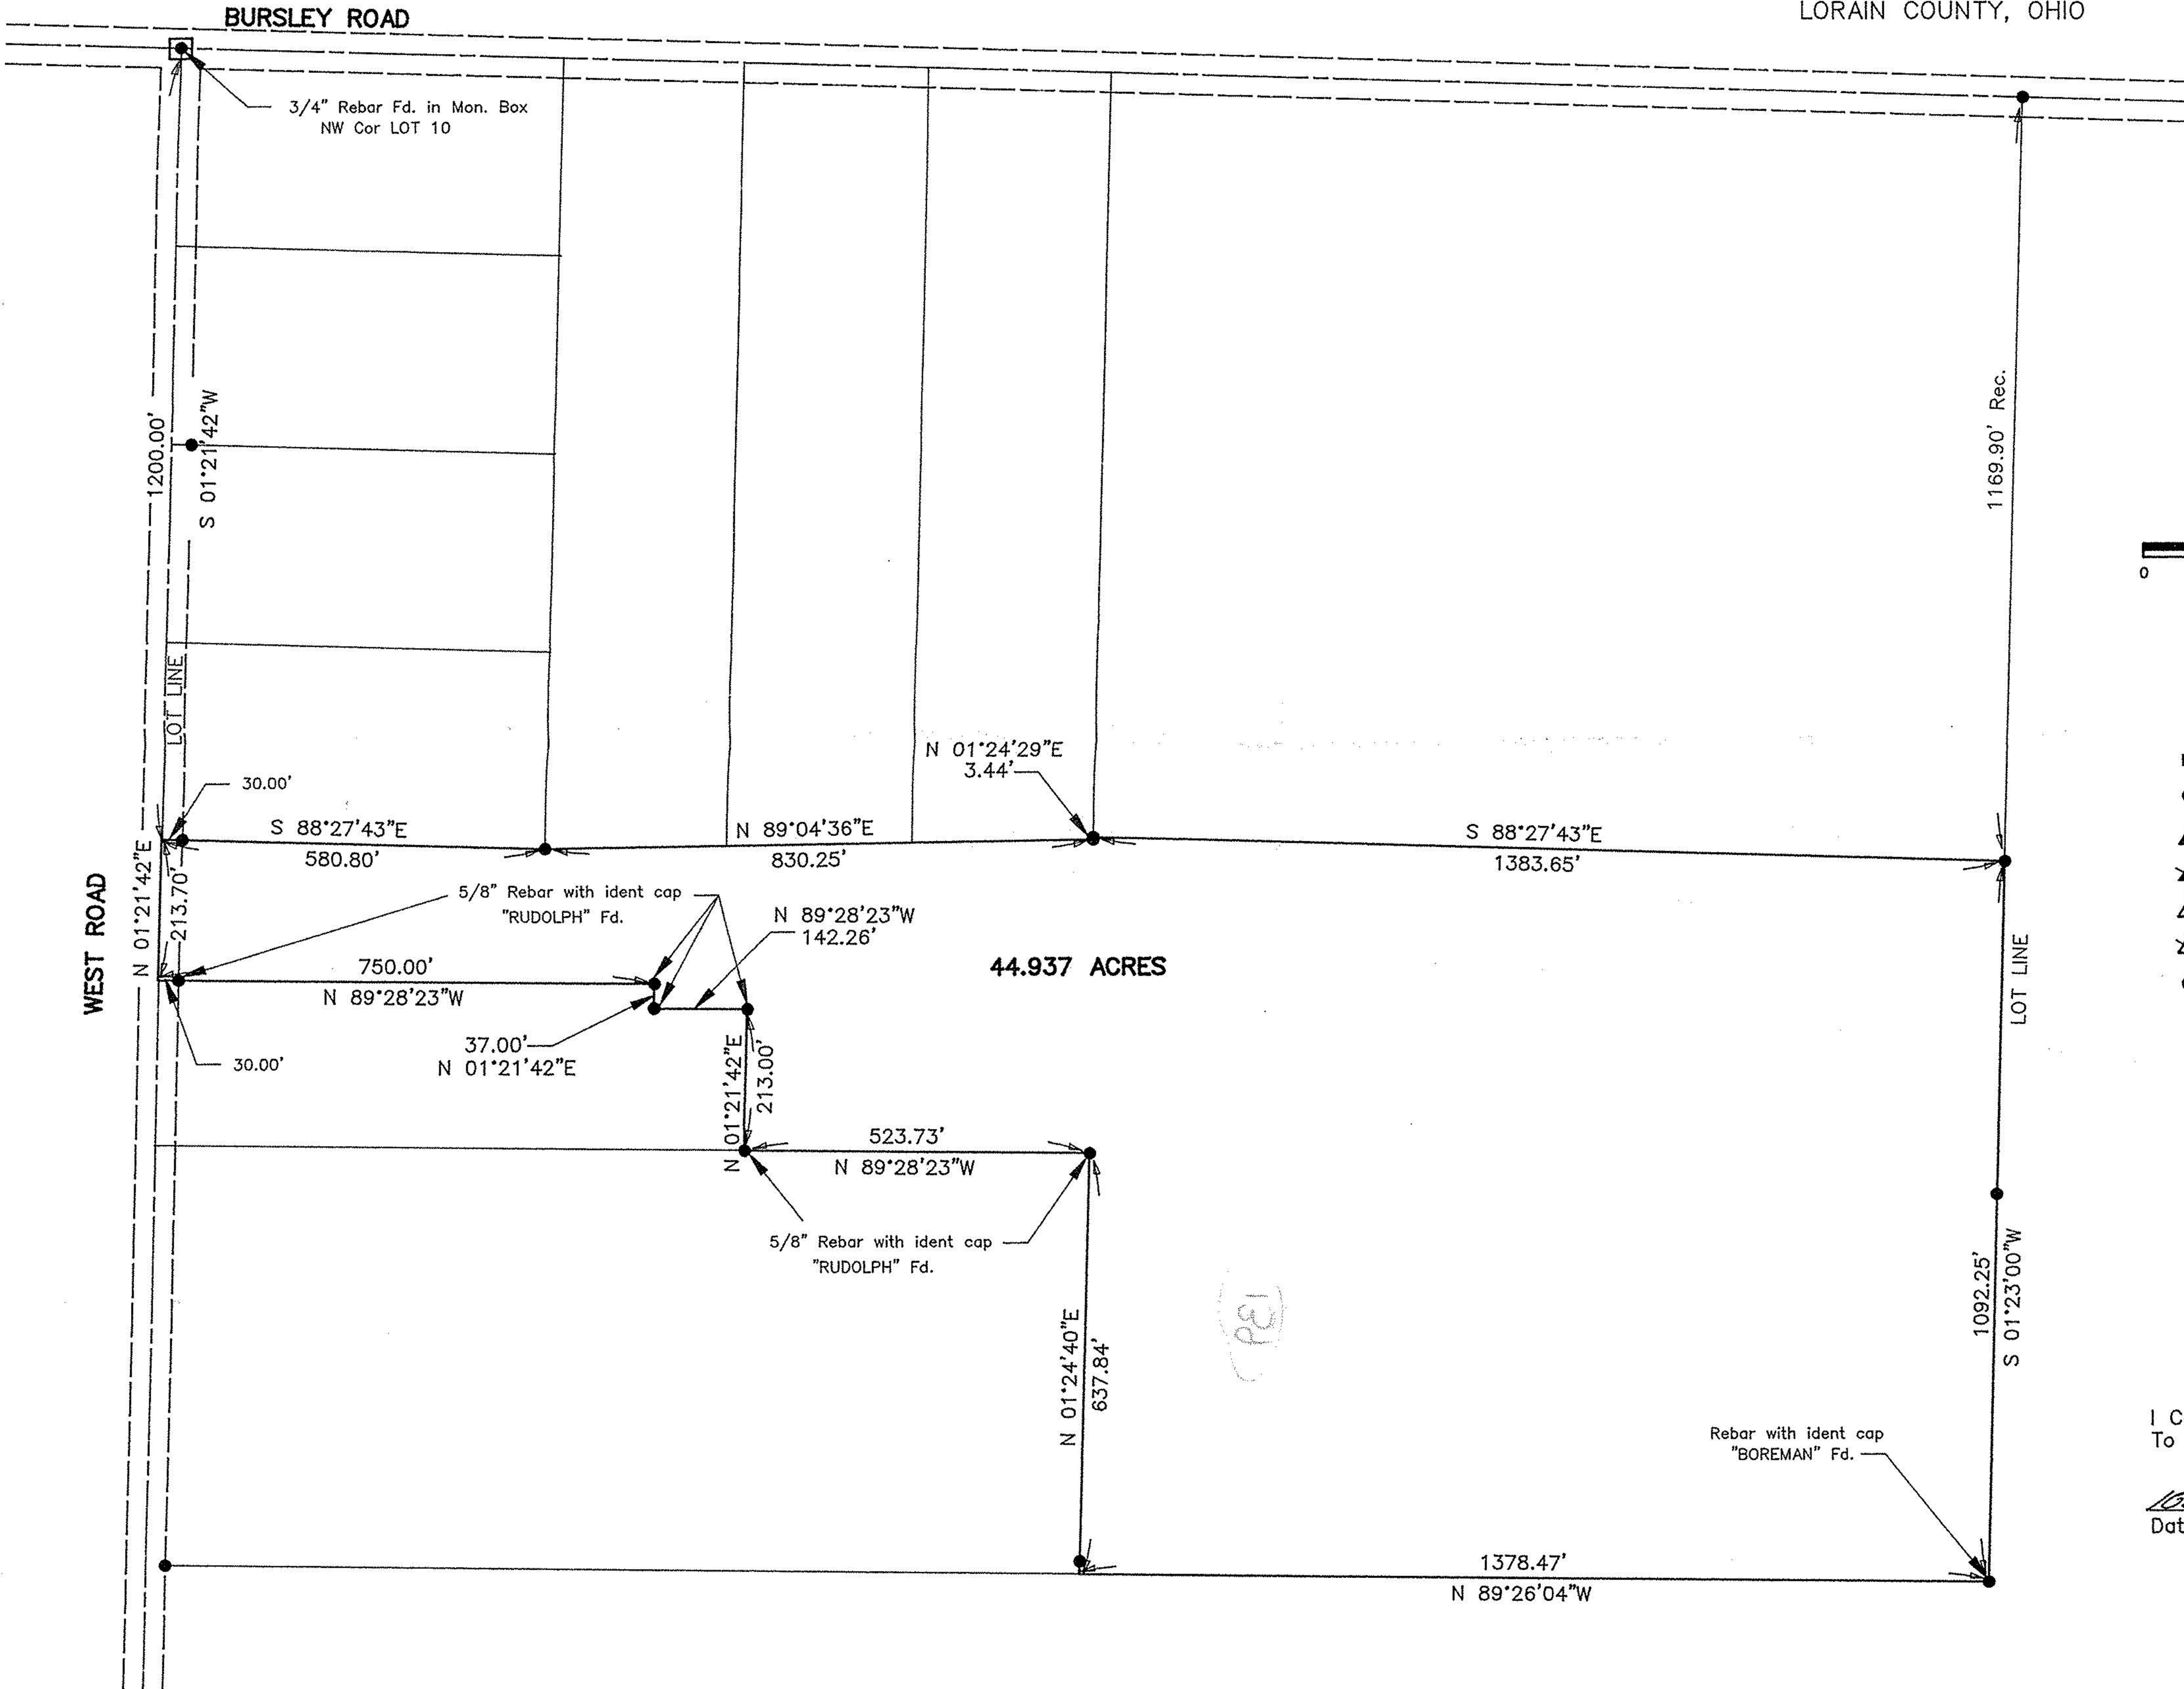 BURSLEY ROAD
LORAIN COUNTY, OHIO
3/4" Rebar Fd. in Mon. Box
NW Cor LOT 10
1200.00'
S 01°21'42"W
1169.90' Rec.
0
LOT LINE
N 01°24'29"E
3.44'
30.00'
S 88°27'43"E
580.80'
N 89°04'36"E
830.25'
S 88°27'43"E
1383.65'
WEST ROAD
N 01°21'42"E
213.70'
5/8" Rebar with ident cap
"RUDOLPH" Fd.
N 89°28'23"W
142.26'
750.00'
N 89°28'23"W
44.937 ACRES
LOT LINE
37.00'
N 01°21'42"E
30.00'
N 01°21'42"E
213.00'
523.73'
N 89°28'23"W
5/8" Rebar with ident cap
"RUDOLPH" Fd.
N 01°24'40"E
637.84'
1092.25'
S 01°23'00"W
Rebar with ident cap
"BOREMAN" Fd.
I C
To
Dat
1378.47'
N 89°26'04"W